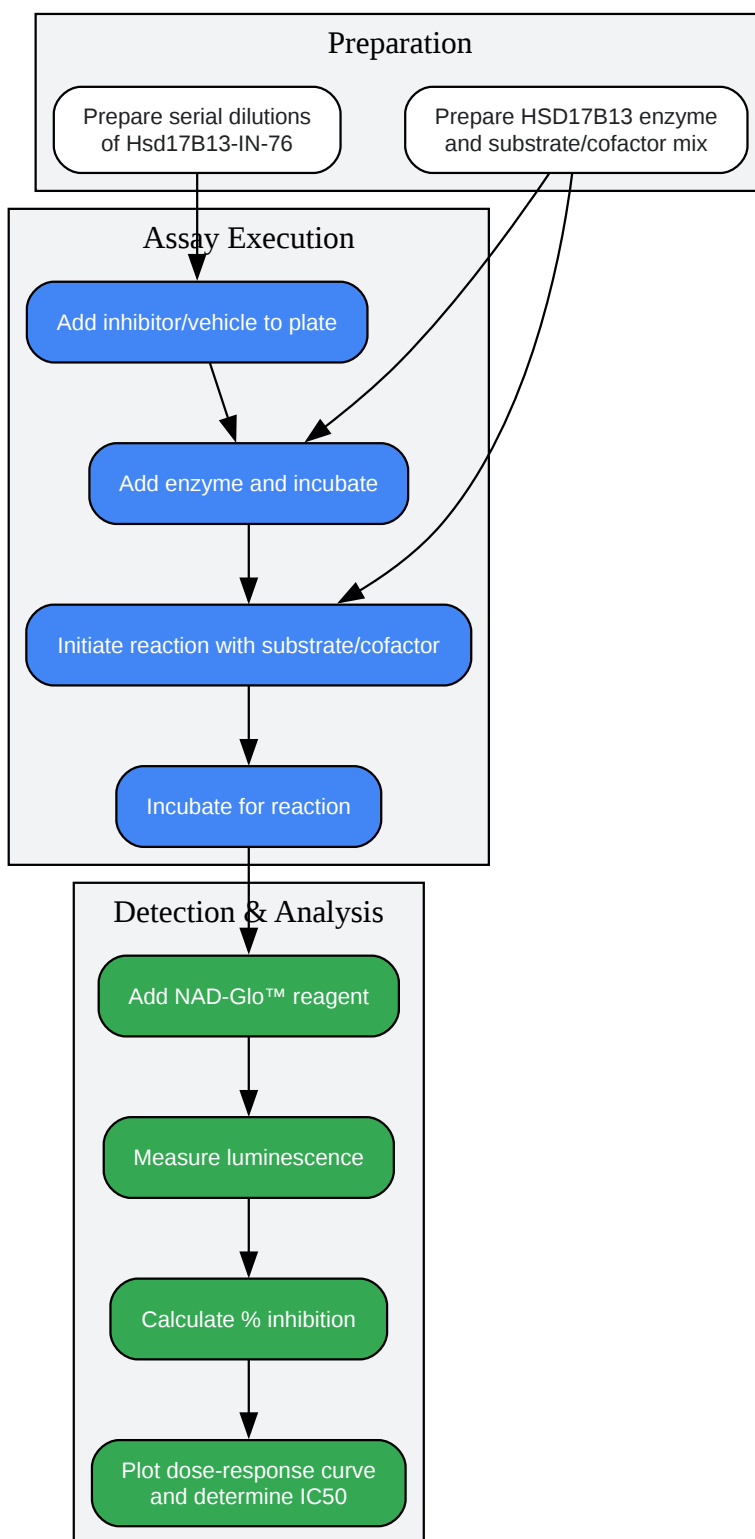 Preparation
Prepare serial dilutions
of Hsd17B13-IN-76
Prepare HSD17B13 enzyme
and substrate/cofactor mix
Assay Execution
Add inhibitor/vehicle to plate
Add enzyme and incubate
Initiate reaction with substrate/cofactor
Incubate for reaction
Detection & Analysis
Add NAD-Glo™ reagent
Measure luminescence
Calculate % inhibition
Plot dose-response curve
and determine IC50